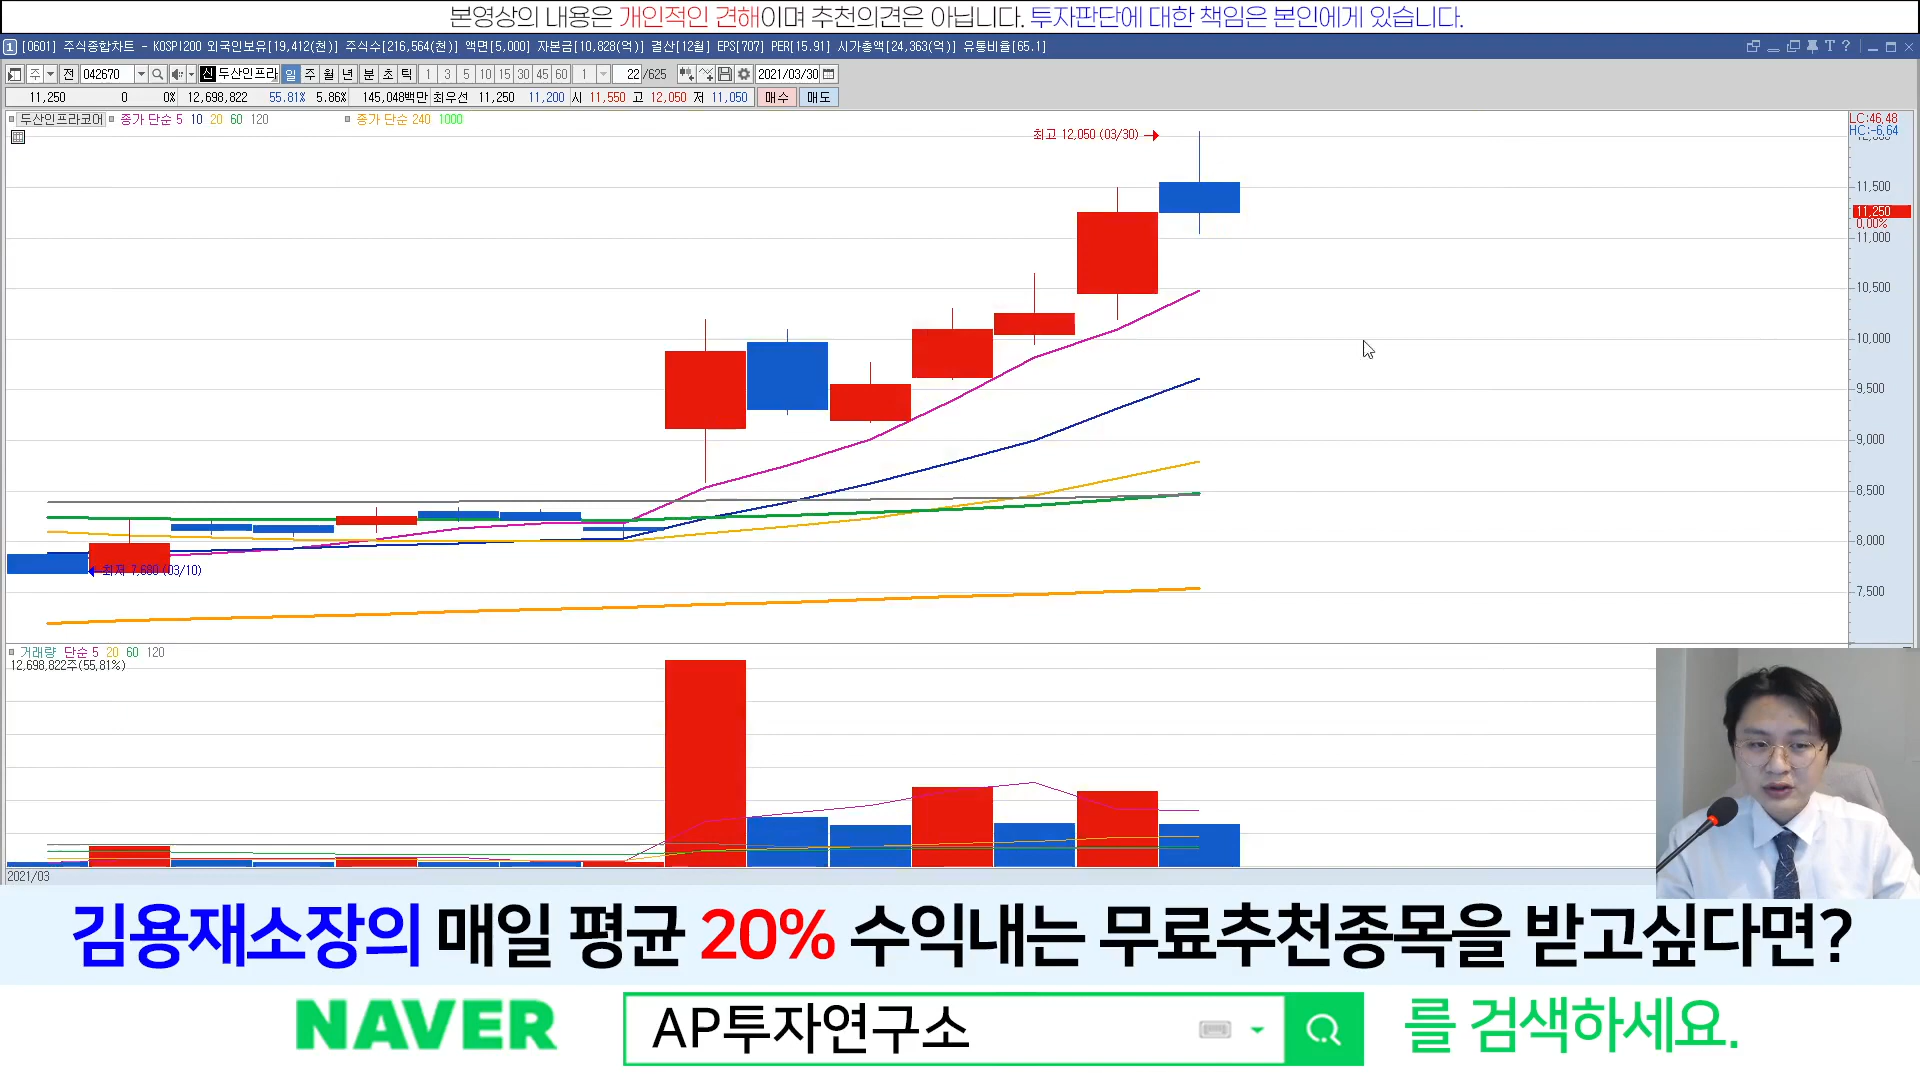 본영상의 내용은 개인적인 견해이며 추천의견은 아닙니다. 투자판단에 대한 책임은 본인에게 있습니다.
1 [0601] 주식종합차트 - KOSPI200 외국인보유[19,412(천)] 주식수[216,564(천)] 액면[5,000] 자본금[10,828(억)] 결산[12월] EPS[707] PER[15.91] 시가총액[24,363(억)] 유통비율[65.1]
주 전 042670 신 두산인프라 일 주 월 년 분 초 틱 1 3 5 10 15 30 45 60 1 22 /625 2021/03/30
11,250 0 0% 12,698,822 55.81% 5.86% 145,048백만 최우선 11,250 11,200 시 11,550 고 12,050 저 11,050 매수 매도
두산인프라코어 종가 단순 5 10 20 60 120 종가 단순 240 1000
LC:46.48
HC:-6.64
최고 12,050 (03/30)
11,500
11,250
0.00%
11,000
10,500
10,000
9,500
9,000
8,500
8,000
최저 7,680 (03/10)
7,500
거래량 단순 5 20 60 120
12,698,822주(55.81%)
2021/03
김용재소장의 매일 평균 20% 수익내는 무료추천종목을 받고싶다면?
NAVER AP투자연구소 를 검색하세요.